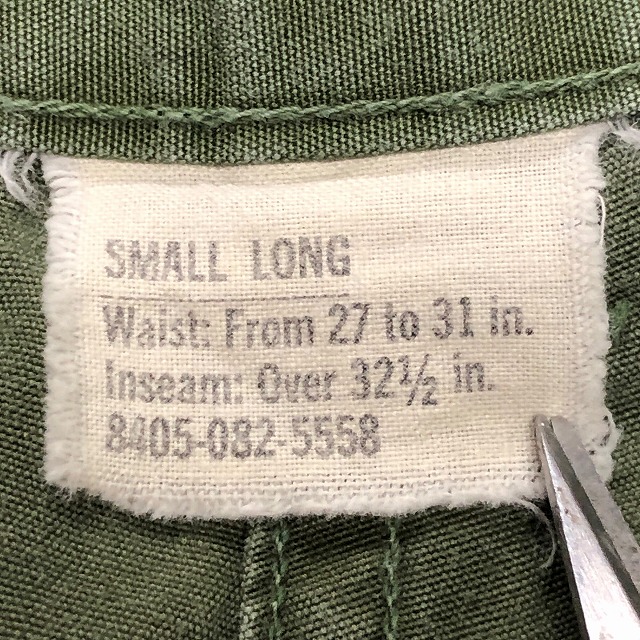 SMALL LONG
Waist: From 27 to 31 in.
Inseam: Over 32½ in.
8405-082-5558